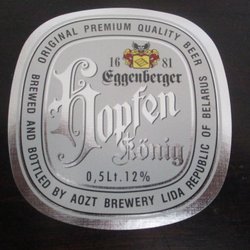 ORIGINAL PREMIUM QUALITY BEER
16 81
Eggenberger
Hopfen
König
0,5Lt.12%
BREWED AND BOTTLED BY AOZT BREWERY LIDA REPUBLIC OF BELARUS